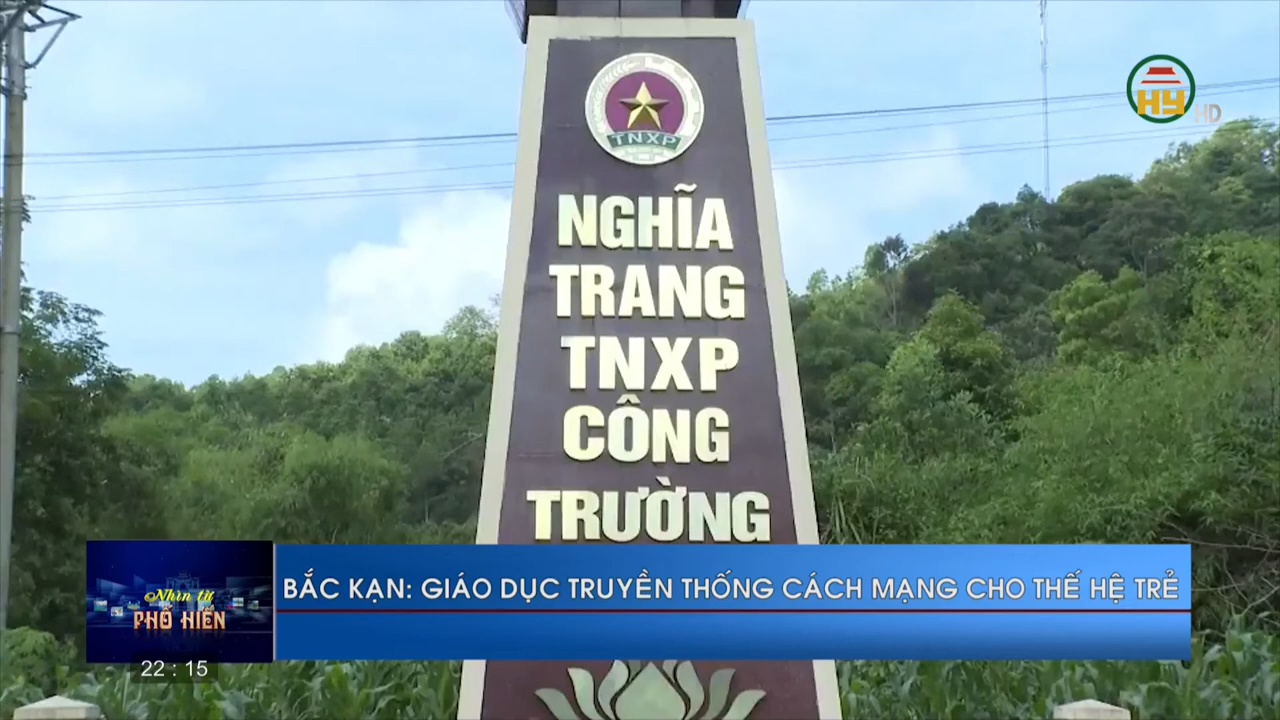 HY HD
TNXP
NGHĨA
TRANG
TNXP
CÔNG
TRƯỜNG
Nhìn từ
PHỐ HIẾN
BẮC KẠN: GIÁO DỤC TRUYỀN THỐNG CÁCH MẠNG CHO THẾ HỆ TRẺ
22 : 15